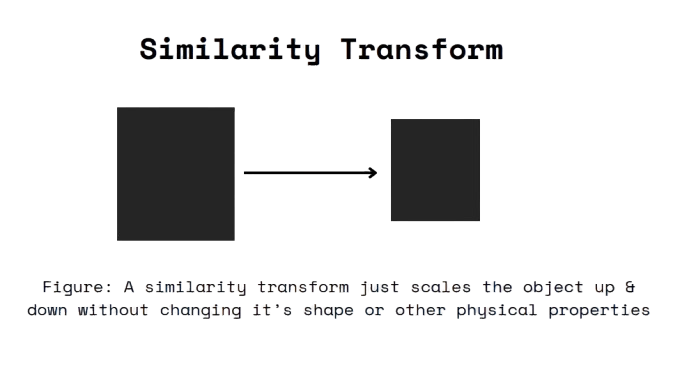 Similarity Transform
Figure: A similarity transform just scales the object up &
down without changing it's shape or other physical properties